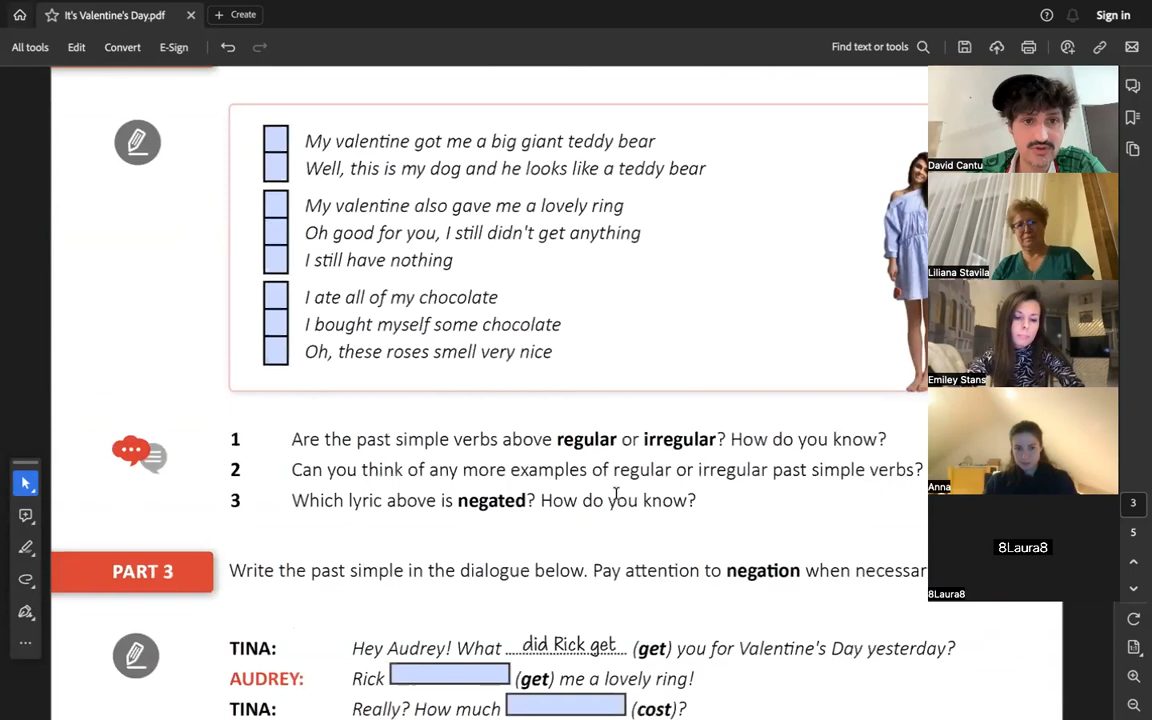 It's Valentine's Day.pdf
Create
Sign in
All tools
Edit
Convert
E-Sign
Find text or tools
My valentine got me a big giant teddy bear
Well, this is my dog and he looks like a teddy bear
My valentine also gave me a lovely ring
Oh good for you, I still didn't get anything
I still have nothing
I ate all of my chocolate
I bought myself some chocolate
Oh, these roses smell very nice
1 Are the past simple verbs above regular or irregular? How do you know?
2 Can you think of any more examples of regular or irregular past simple verbs?
3 Which lyric above is negated? How do you know?
PART 3 Write the past simple in the dialogue below. Pay attention to negation when necessar
TINA: Hey Audrey! What did Rick get (get) you for Valentine's Day yesterday?
AUDREY: Rick (get) me a lovely ring!
TINA: Really? How much (cost)?
David Cantu
Liliana Stavila
Emiley Stans
Anna
8Laura8
8Laura8
3
5